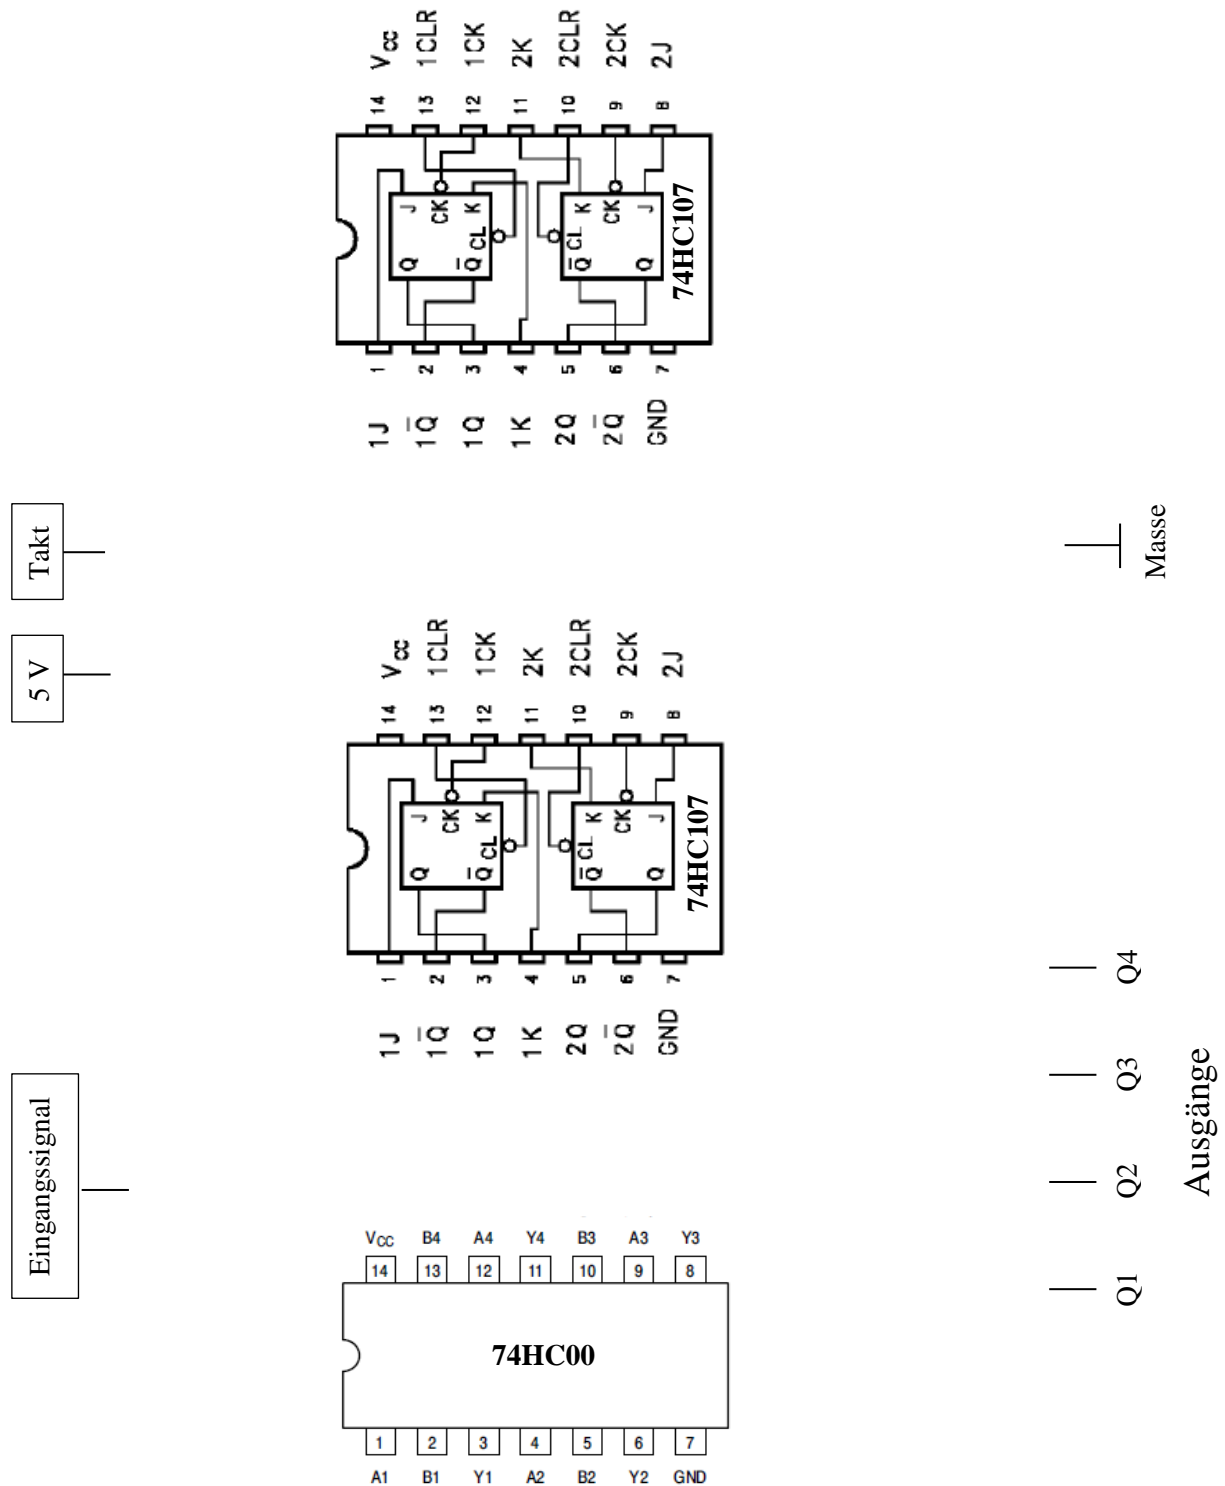 Vcc
1CLR
1CK
2K
2CLR
2CK
2J
14
13
12
11
10
9
8
J
CK
K
CL
Q
Q̅
K
CK
J
CL
Q̅
Q
74HC107
1
2
3
4
5
6
7
1J
1Q̅
1Q
1K
2Q
2Q̅
GND
Takt
Masse
5 V
Vcc
1CLR
1CK
2K
2CLR
2CK
2J
14
13
12
11
10
9
8
J
CK
K
CL
Q
Q̅
K
CK
J
CL
Q̅
Q
74HC107
1
2
3
4
5
6
7
1J
1Q̅
1Q
1K
2Q
2Q̅
GND
Eingangssignal
Q4
Q3
Q2
Q1
Ausgänge
VCC B4 A4 Y4 B3 A3 Y3
14 13 12 11 10 9 8
74HC00
1 2 3 4 5 6 7
A1 B1 Y1 A2 B2 Y2 GND